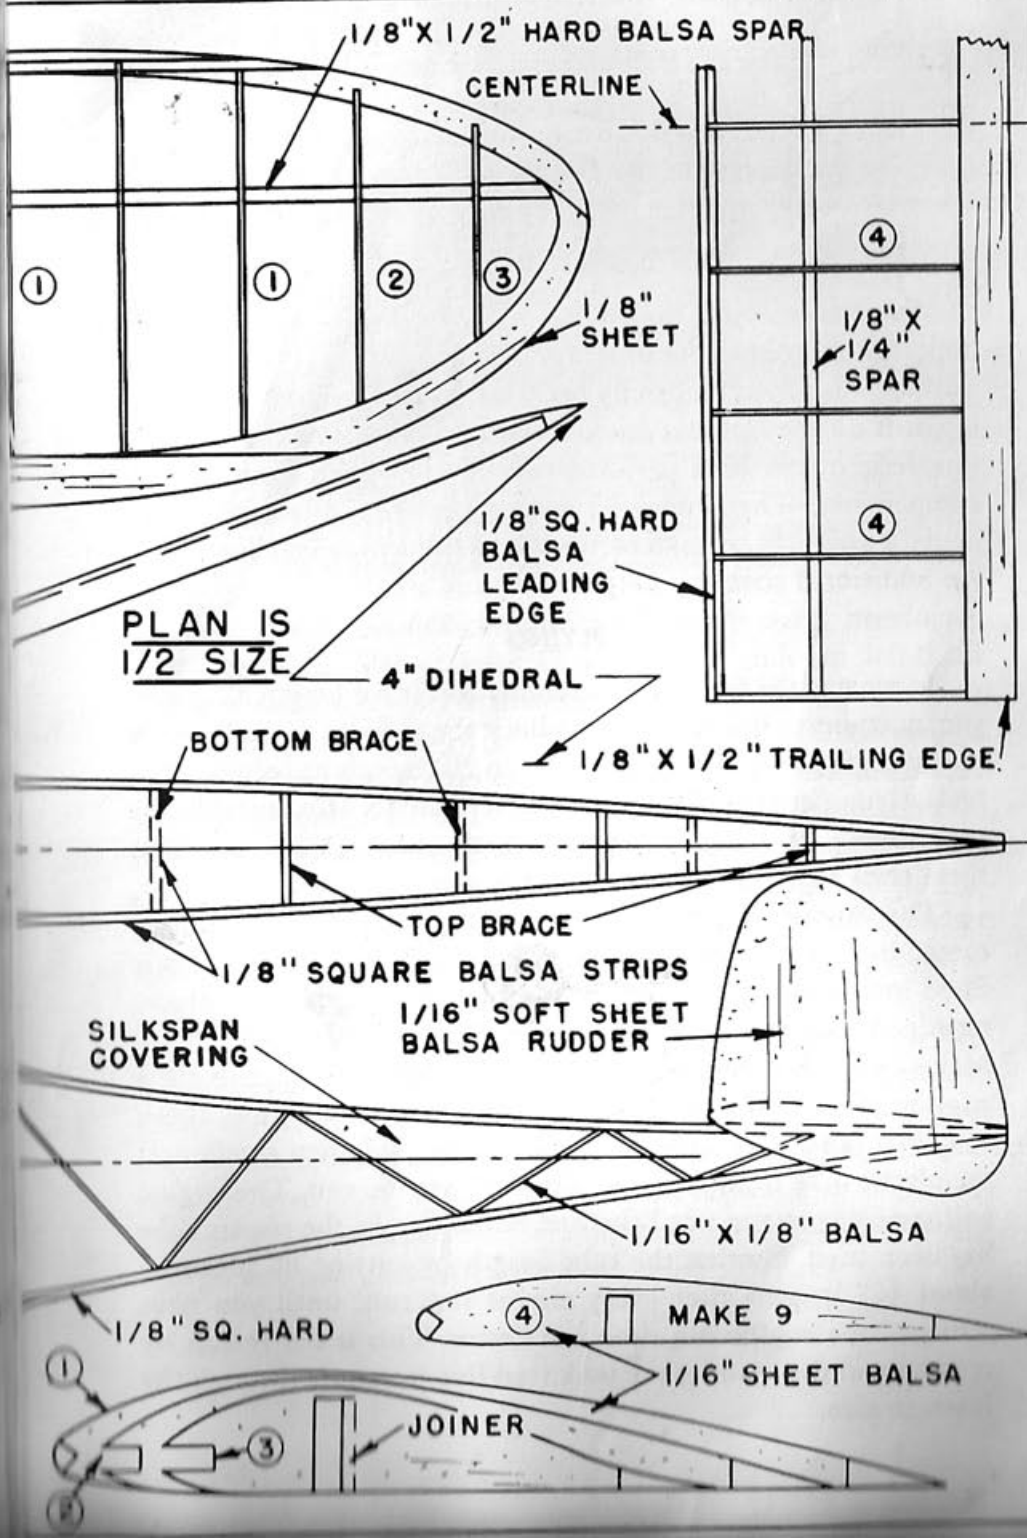 1/8"X 1/2" HARD BALSA SPAR
CENTERLINE
4
1
1
2
3
1/8"
SHEET
1/8" X
1/4"
SPAR
4
1/8"SQ. HARD
BALSA
LEADING
EDGE
PLAN IS
1/2 SIZE
4" DIHEDRAL
BOTTOM BRACE
1/8"X 1/2" TRAILING EDGE
TOP BRACE
1/8" SQUARE BALSA STRIPS
1/16" SOFT SHEET
BALSA RUDDER
SILKSPAN
COVERING
1/16"X 1/8" BALSA
1/8"SQ. HARD
4
MAKE 9
1
1/16" SHEET BALSA
JOINER
3
2